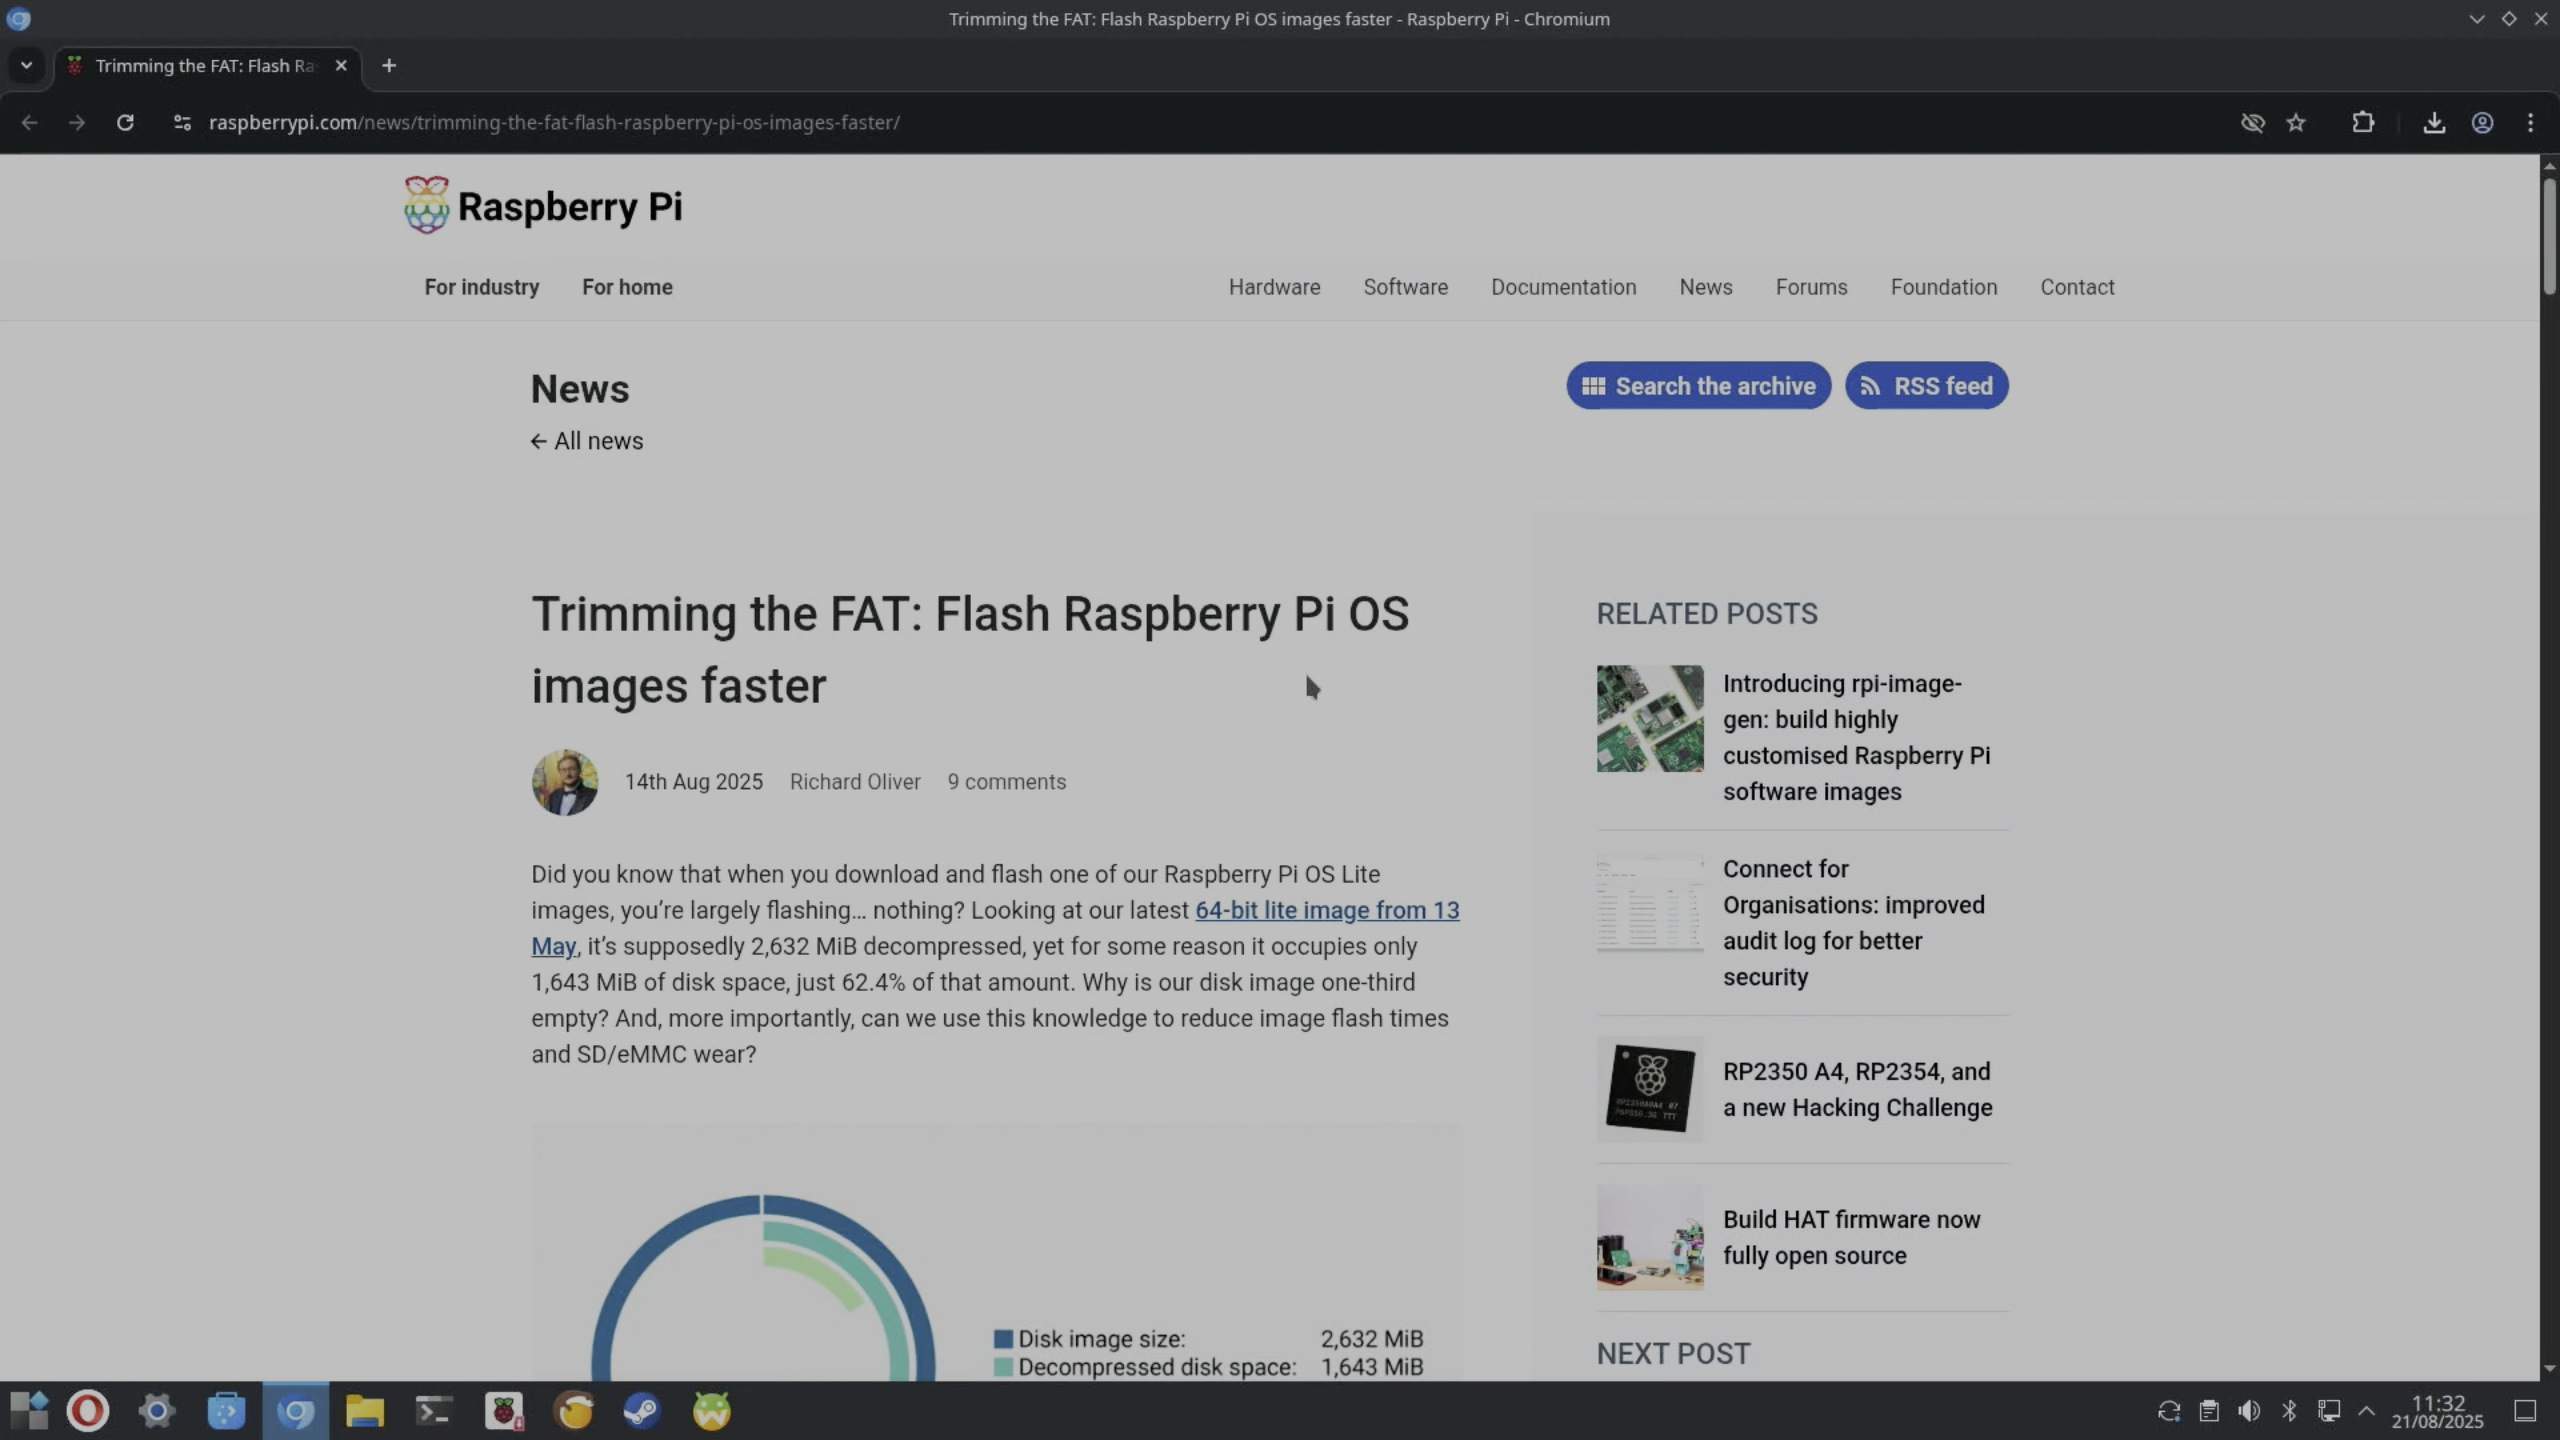 Trimming the FAT: Flash Raspberry Pi OS images faster - Raspberry Pi - Chromium
Trimming the FAT: Flash Ra
raspberrypi.com/news/trimming-the-fat-flash-raspberry-pi-os-images-faster/
Raspberry Pi
For industry For home Hardware Software Documentation News Forums Foundation Contact
News
Search the archive RSS feed
← All news
Trimming the FAT: Flash Raspberry Pi OS
images faster
14th Aug 2025 Richard Oliver 9 comments
Did you know that when you download and flash one of our Raspberry Pi OS Lite
images, you’re largely flashing… nothing? Looking at our latest 64-bit lite image from 13
May, it’s supposedly 2,632 MiB decompressed, yet for some reason it occupies only
1,643 MiB of disk space, just 62.4% of that amount. Why is our disk image one-third
empty? And, more importantly, can we use this knowledge to reduce image flash times
and SD/eMMC wear?
Disk image size: 2,632 MiB
Decompressed disk space: 1,643 MiB
RELATED POSTS
Introducing rpi-image-
gen: build highly
customised Raspberry Pi
software images
Connect for
Organisations: improved
audit log for better
security
RP2350 A4, RP2354, and
a new Hacking Challenge
Build HAT firmware now
fully open source
NEXT POST
11:32
21/08/2025